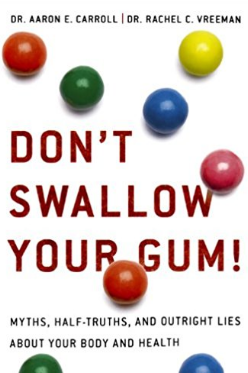 DR. AARON E. CARROLL | DR. RACHEL C. VREEMAN
DON'T
SWALLOW
YOUR GUM!
MYTHS, HALF-TRUTHS, AND OUTRIGHT LIES
ABOUT YOUR BODY AND HEALTH